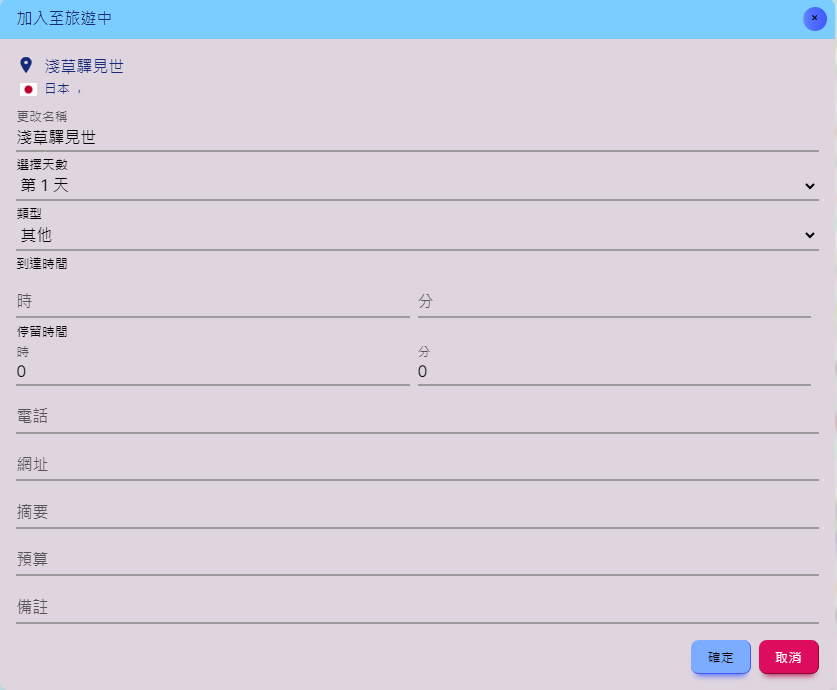 加入至旅遊中
×
淺草驛見世
日本 ,
更改名稱
淺草驛見世
選擇天數
第 1 天
類型
其他
到達時間
時 分
停留時間
時 分
0 0
電話
網址
摘要
預算
備註
確定 取消